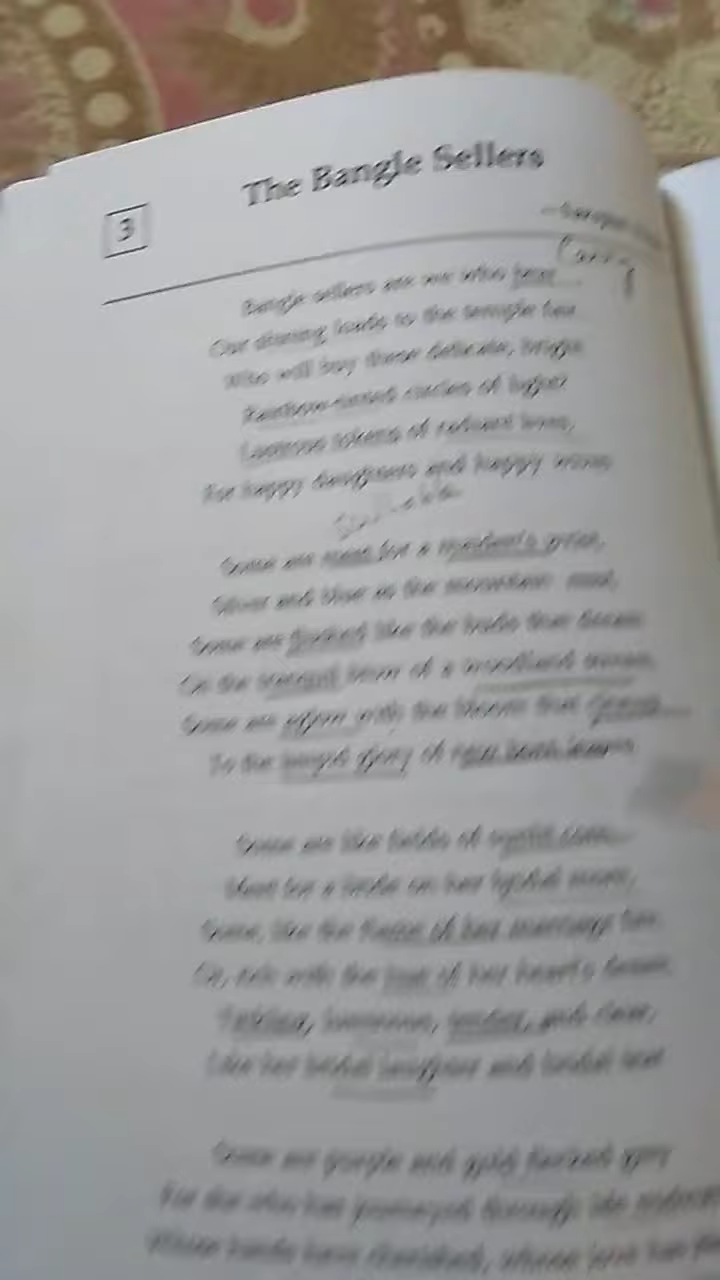 The Bangle Sellers
3
Bangle sellers are we who bear
Our shining loads to the temple fair
Who will buy these delicate, bright
Rainbow-tinted circles of light?
Lustrous tokens of radiant lives,
For happy daughters and happy wives
Some are meet for a maiden's wrist,
Silver and blue as the mountain mist,
Some are flushed like the buds that dream
On the tranquil brow of a woodland stream,
Some are aglow with the bloom that cleaves
To the limpid glory of new born leaves
Some are like fields of sunlit corn,
Meet for a bride on her bridal morn,
Some, like the flame of her marriage fire
Or, rich with the hue of her heart's desire,
Tinkling, luminous, tender, and clear,
Like her bridal laughter and bridal tear
Some are purple and gold flecked grey
For she who has journeyed through life midway
Whose hands have cherished, whose love has